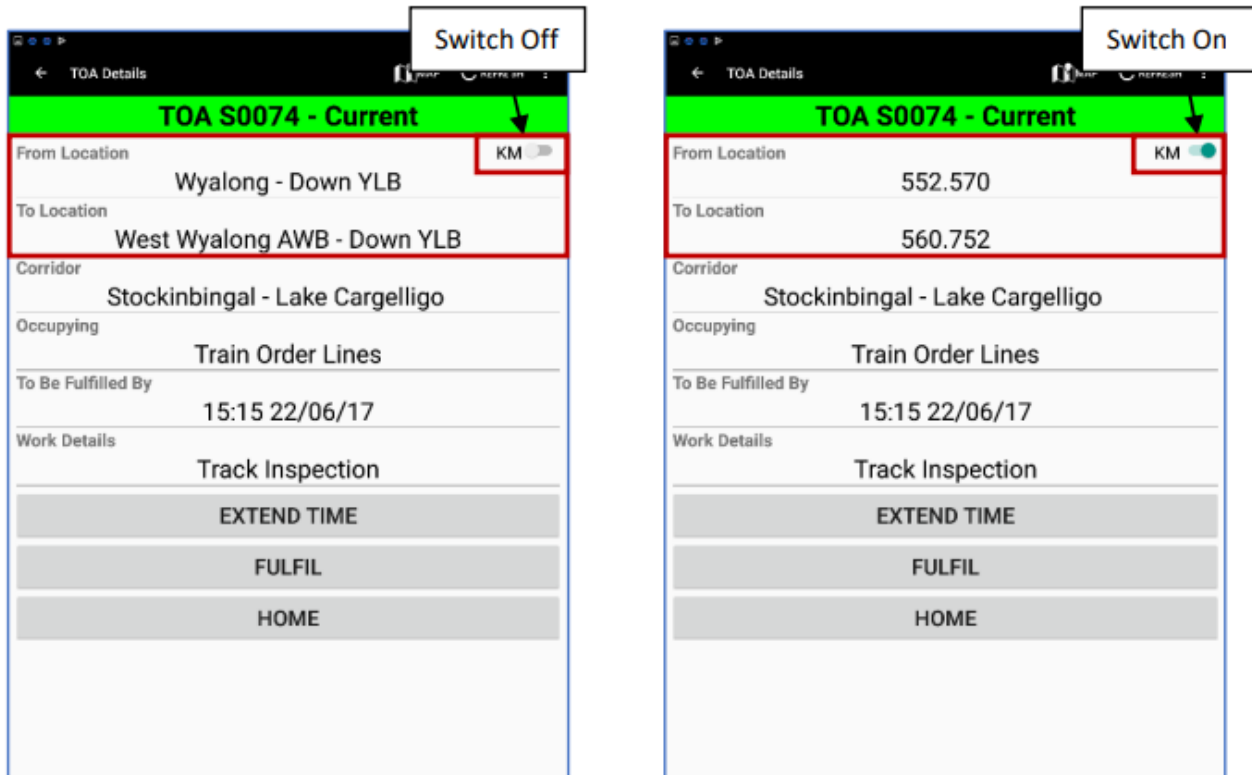 Switch Off
TOA Details
TOA S0074 - Current
From Location
KM
Wyalong - Down YLB
To Location
West Wyalong AWB - Down YLB
Corridor
Stockinbingal - Lake Cargelligo
Occupying
Train Order Lines
To Be Fulfilled By
15:15 22/06/17
Work Details
Track Inspection
EXTEND TIME
FULFIL
HOME
Switch On
TOA Details
TOA S0074 - Current
From Location
KM
552.570
To Location
560.752
Corridor
Stockinbingal - Lake Cargelligo
Occupying
Train Order Lines
To Be Fulfilled By
15:15 22/06/17
Work Details
Track Inspection
EXTEND TIME
FULFIL
HOME